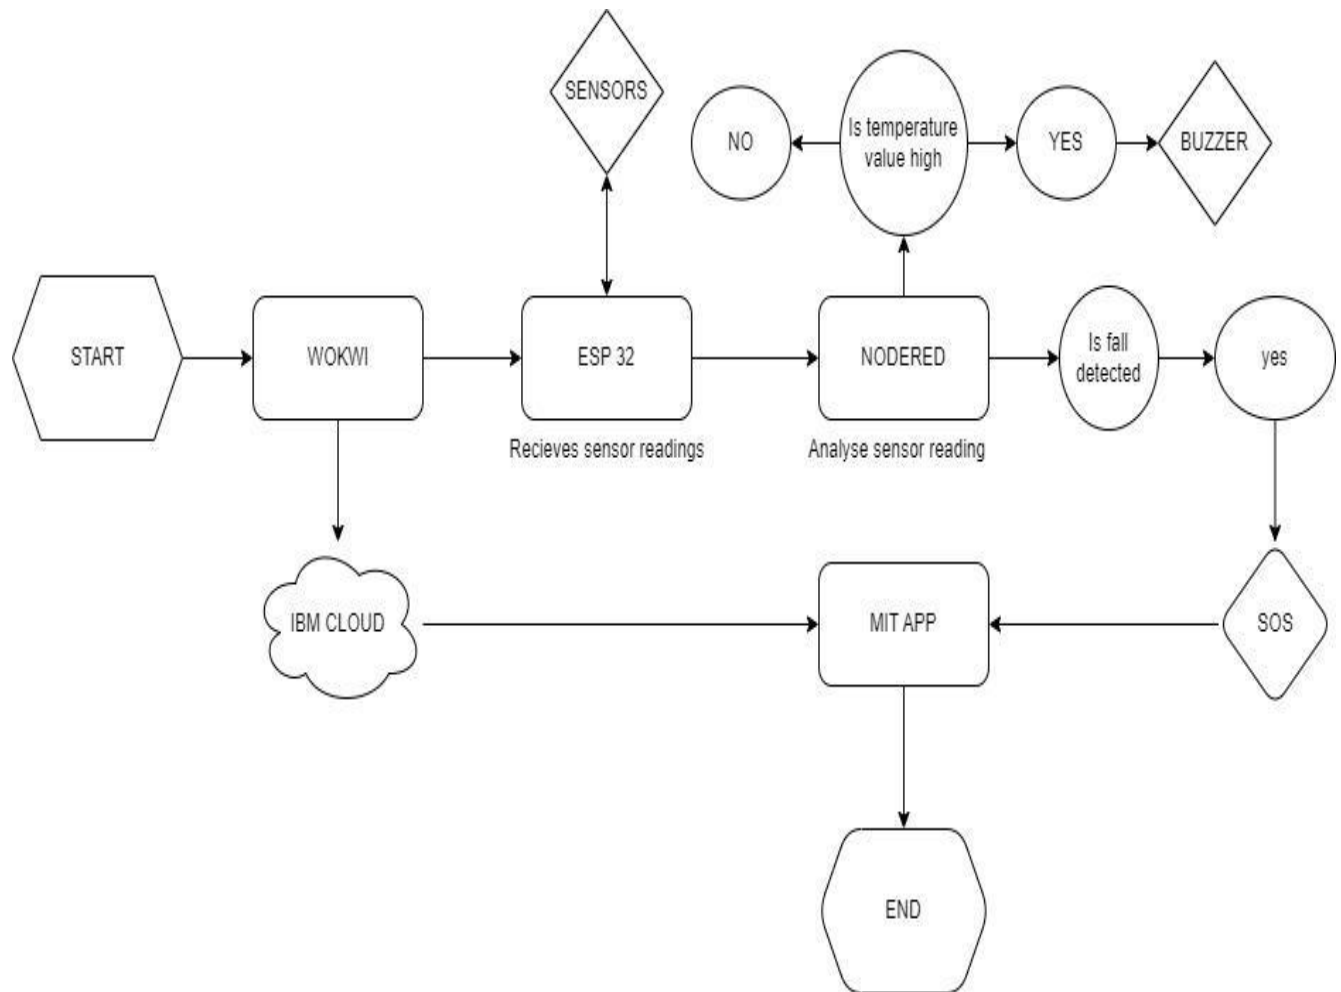 SENSORS
NO
Is temperature
value high
YES
BUZZER
START
WOKWI
ESP 32
NODERED
Is fall
detected
yes
Recieves sensor readings
Analyse sensor reading
IBM CLOUD
MIT APP
SOS
END